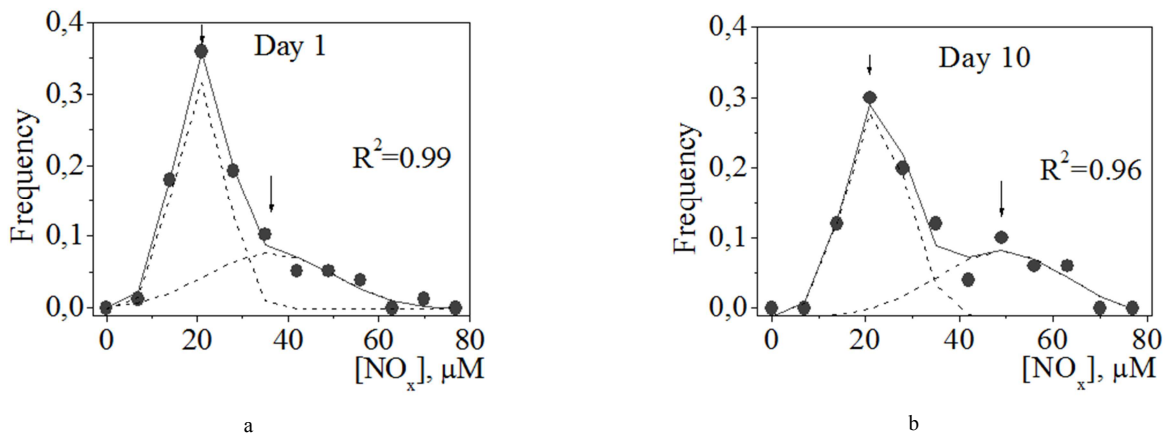 0,4
0,3
0,2
0,1
0,0
Frequency
Day 1
R²=0.99
0 20 40 60 80
[NOₓ], μM
a
0,4
0,3
0,2
0,1
0,0
Frequency
Day 10
R²=0.96
0 20 40 60 80
[NOₓ], μM
b